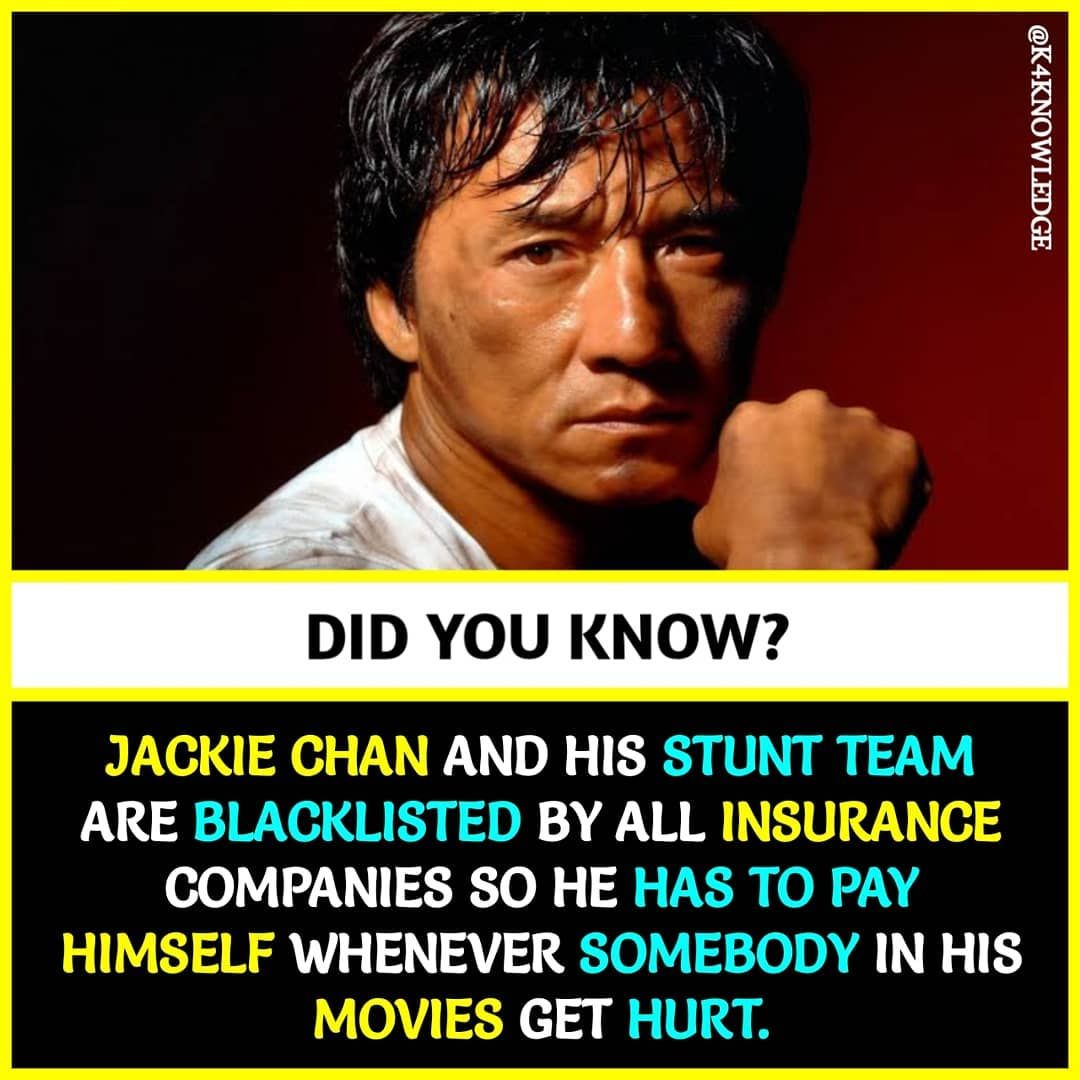 @K4KNOWLEDGE
DID YOU KNOW?
JACKIE CHAN AND HIS STUNT TEAM
ARE BLACKLISTED BY ALL INSURANCE
COMPANIES SO HE HAS TO PAY
HIMSELF WHENEVER SOMEBODY IN HIS
MOVIES GET HURT.